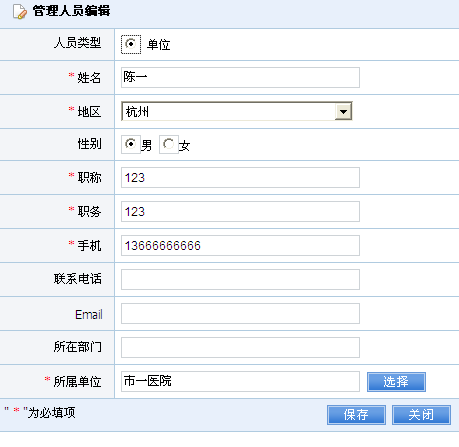 管理人员编辑
人员类型 单位
* 姓名 陈一
* 地区 杭州
性别 男 女
* 职称 123
* 职务 123
* 手机 13666666666
联系电话
Email
所在部门
* 所属单位 市一医院 选择
" * "为必填项 保存 关闭